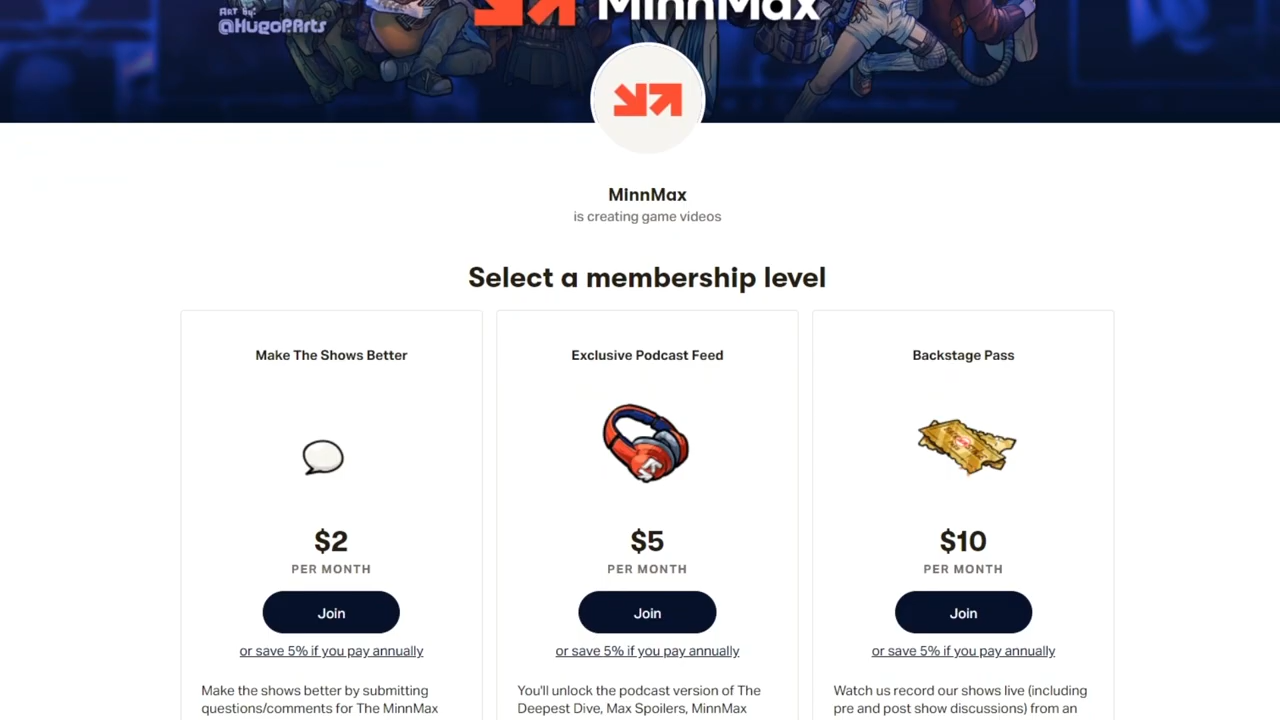 ART BY:
@HUGOPARTS
MinnMax
MinnMax
is creating game videos
Select a membership level
Make The Shows Better
Exclusive Podcast Feed
Backstage Pass
$2
PER MONTH
Join
or save 5% if you pay annually
Make the shows better by submitting
questions/comments for The MinnMax
$5
PER MONTH
Join
or save 5% if you pay annually
You'll unlock the podcast version of The
Deepest Dive, Max Spoilers, MinnMax
$10
PER MONTH
Join
or save 5% if you pay annually
Watch us record our shows live (including
pre and post show discussions) from an